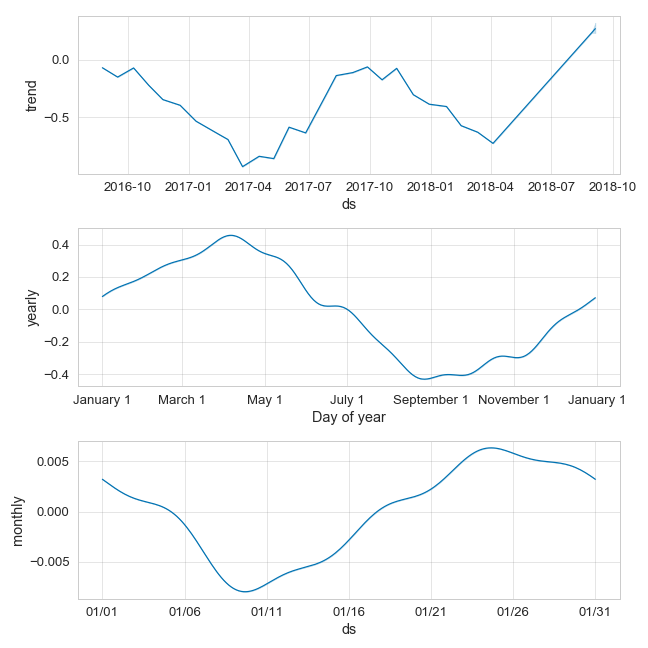 trend
0.0
−0.5
2016-10 2017-01 2017-04 2017-07 2017-10 2018-01 2018-04 2018-07 2018-10
ds
yearly
0.4
0.2
0.0
−0.2
−0.4
January 1 March 1 May 1 July 1 September 1 November 1 January 1
Day of year
monthly
0.005
0.000
−0.005
01/01 01/06 01/11 01/16 01/21 01/26 01/31
ds